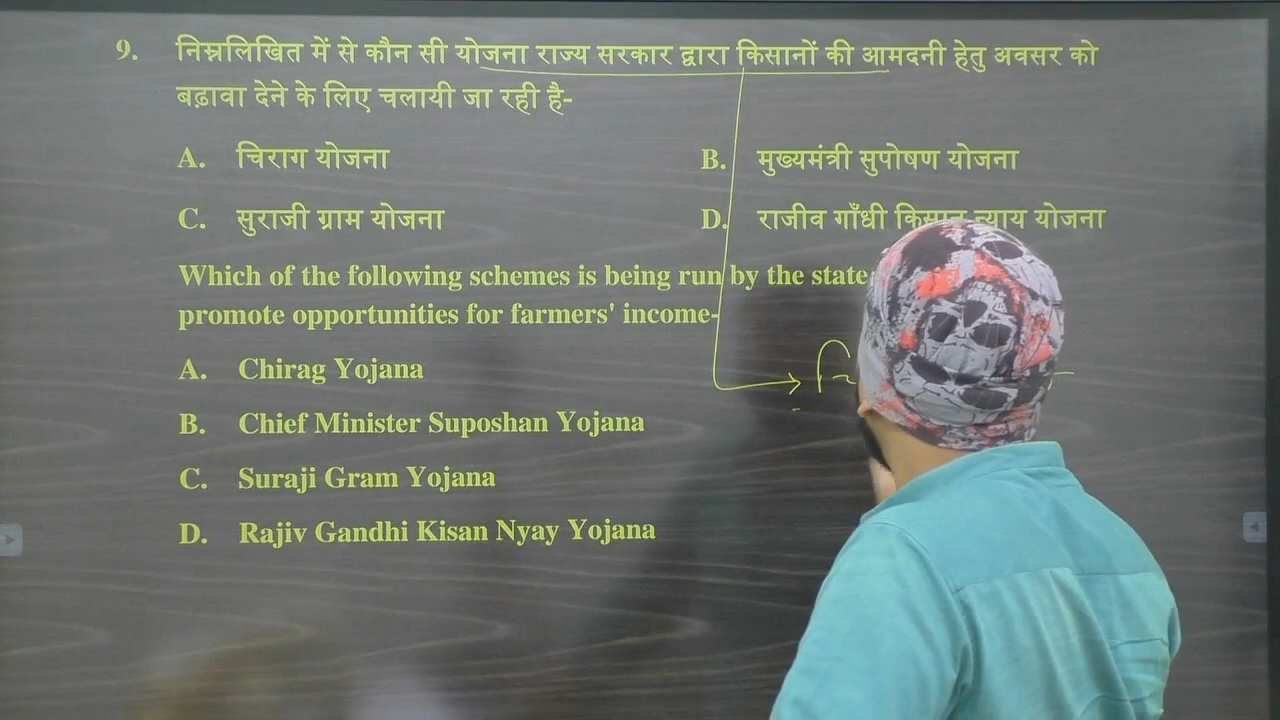 9. निम्नलिखित में से कौन सी योजना राज्य सरकार द्वारा किसानों की आमदनी हेतु अवसर को
बढ़ावा देने के लिए चलायी जा रही है-
A. चिराग योजना B. मुख्यमंत्री सुपोषण योजना
C. सुराजी ग्राम योजना D. राजीव गाँधी किसान न्याय योजना
Which of the following schemes is being run by the state
promote opportunities for farmers' income-
A. Chirag Yojana
B. Chief Minister Suposhan Yojana
C. Suraji Gram Yojana
D. Rajiv Gandhi Kisan Nyay Yojana